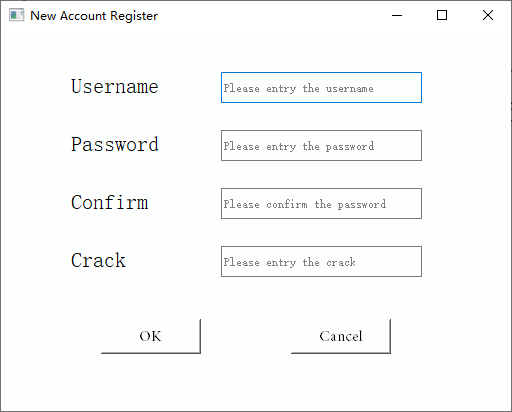 New Account Register
Username
Please entry the username
Password
Please entry the password
Confirm
Please confirm the password
Crack
Please entry the crack
OK
Cancel